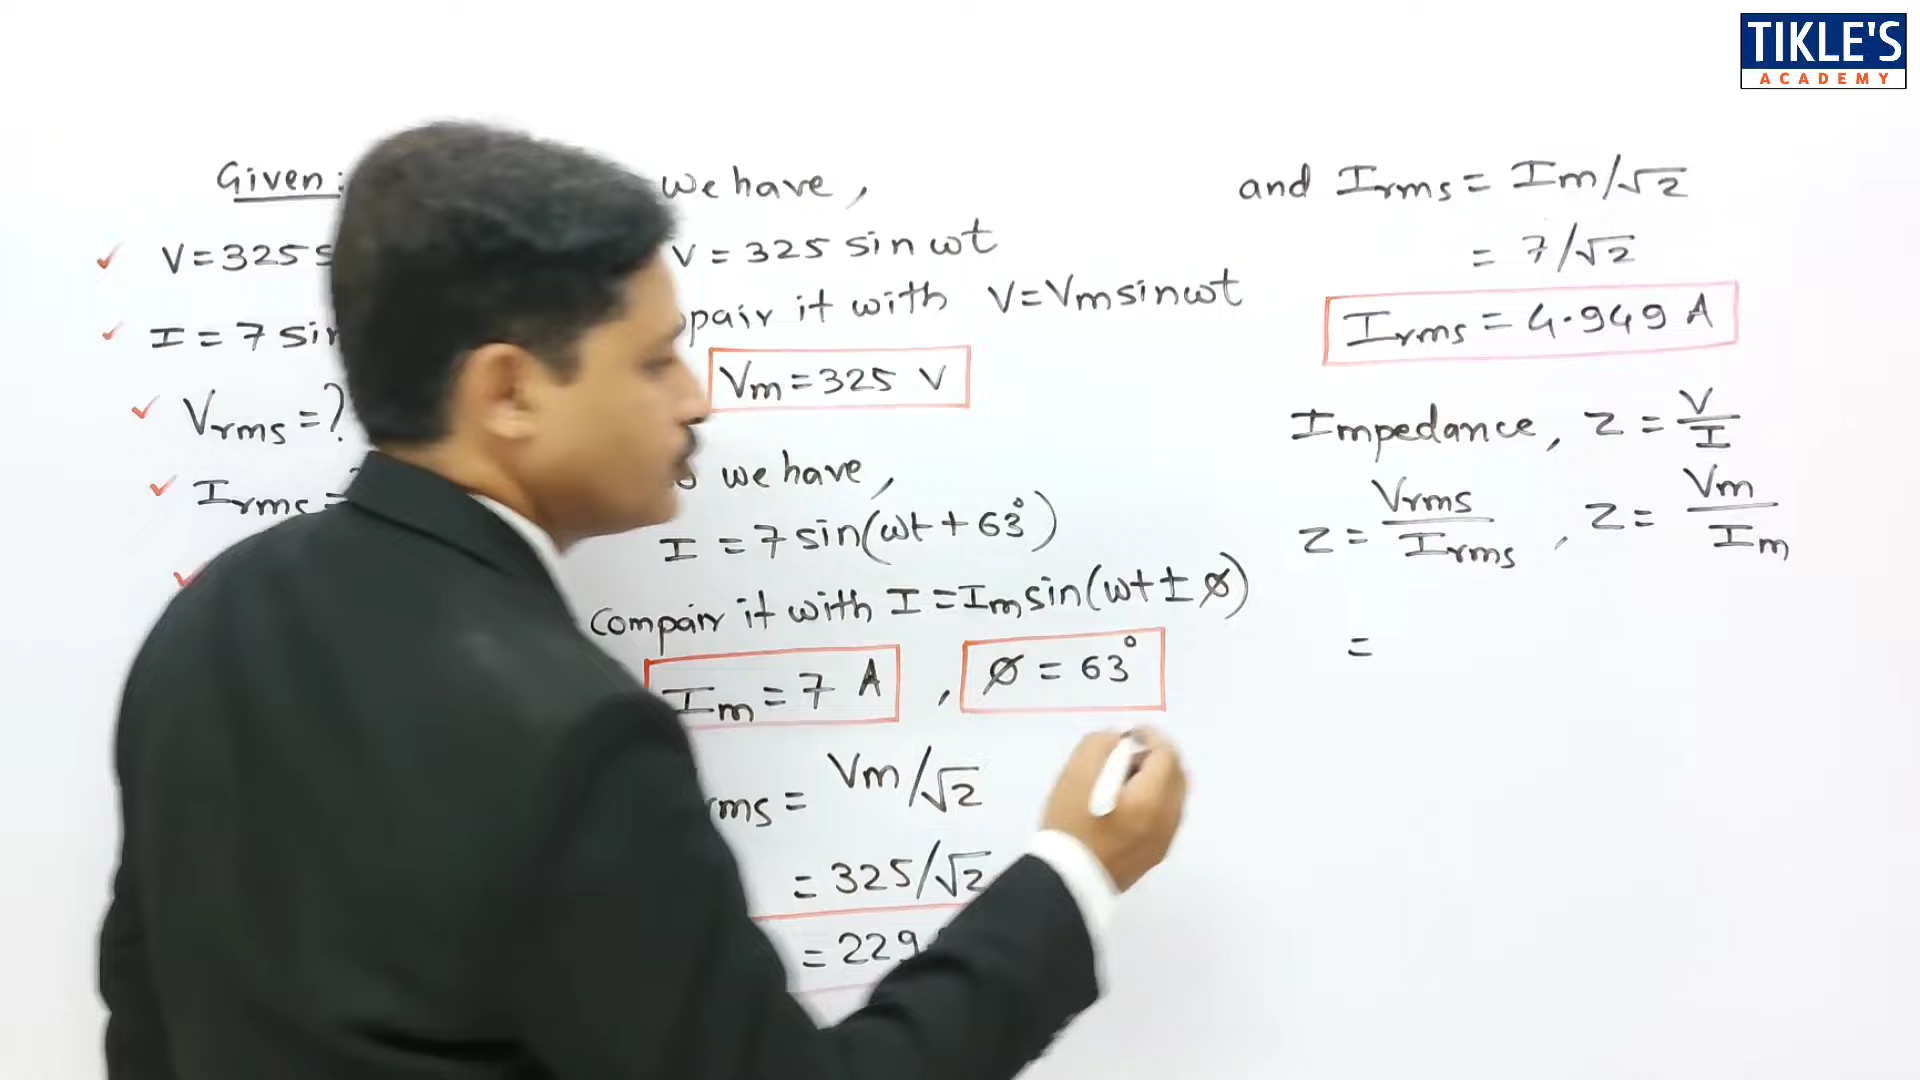 TIKLE'S
ACADEMY
Given:
V=325
I = 7 sin
Vrms=?
Irms=
we have,
V = 325 sin ωt
pair it with V=Vmsinωt
Vm=325 V
we have,
I = 7sin(ωt+63°)
compair it with I=Imsin(ωt±ø)
Im=7 A , ø=63°
rms= Vm/√2
=325/√2
=229
and Irms= Im/√2
= 7/√2
Irms=4.949 A
Impedance, Z=V/I
Z=Vrms/Irms , Z=Vm/Im
=